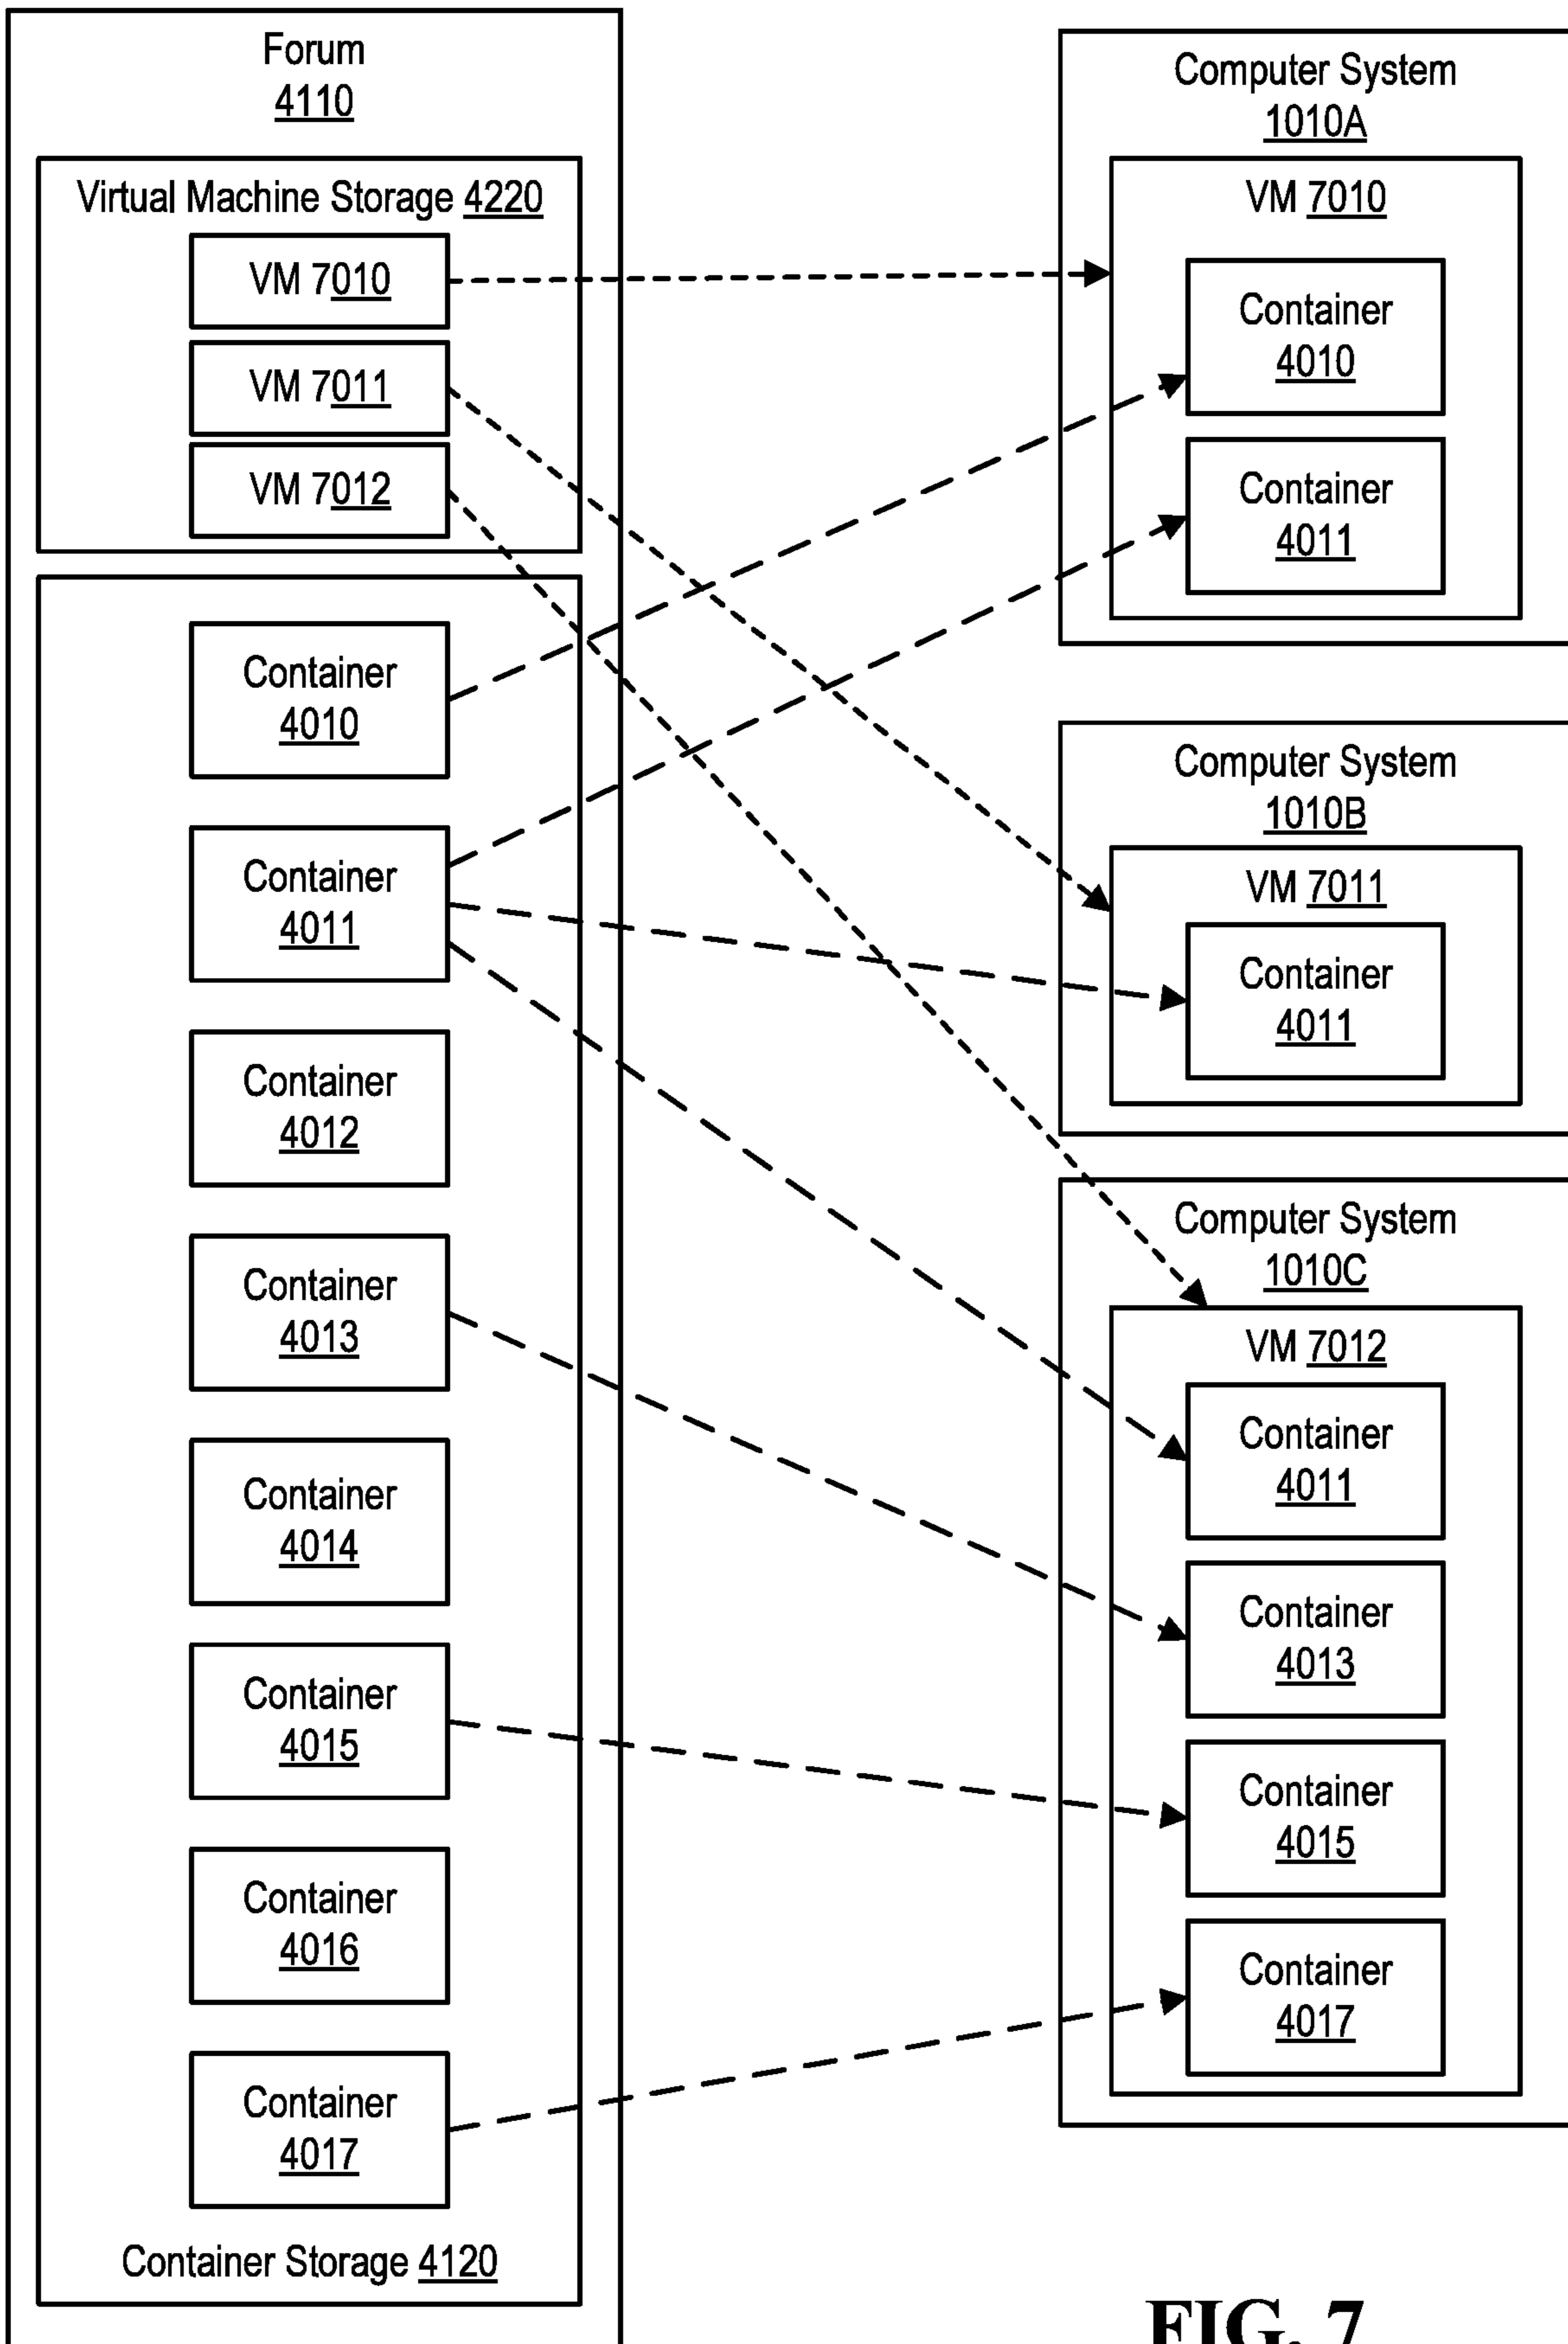 Forum
4110
Virtual Machine Storage 4220
VM 7010
VM 7011
VM 7012
Container
4010
Container
4011
Container
4012
Container
4013
Container
4014
Container
4015
Container
4016
Container
4017
Container Storage 4120
Computer System
1010A
VM 7010
Container
4010
Container
4011
Computer System
1010B
VM 7011
Container
4011
Computer System
1010C
VM 7012
Container
4011
Container
4013
Container
4015
Container
4017
FIG. 7